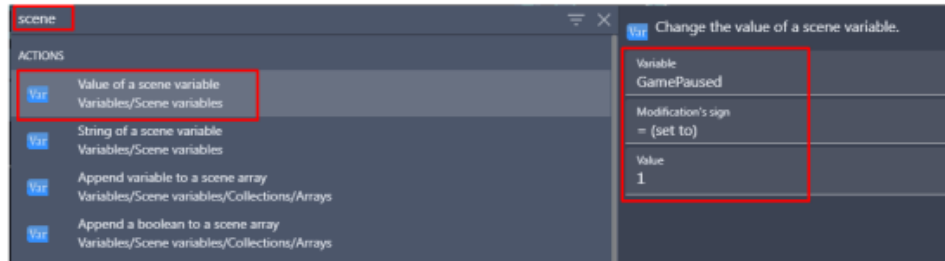 scene
ACTIONS
Var
Value of a scene variable
Variables/Scene variables
Var
String of a scene variable
Variables/Scene variables
Var
Append variable to a scene array
Variables/Scene variables/Collections/Arrays
Var
Append a boolean to a scene array
Variables/Scene variables/Collections/Arrays
Var Change the value of a scene variable.
Variable
GamePaused
Modification's sign
= (set to)
Value
1